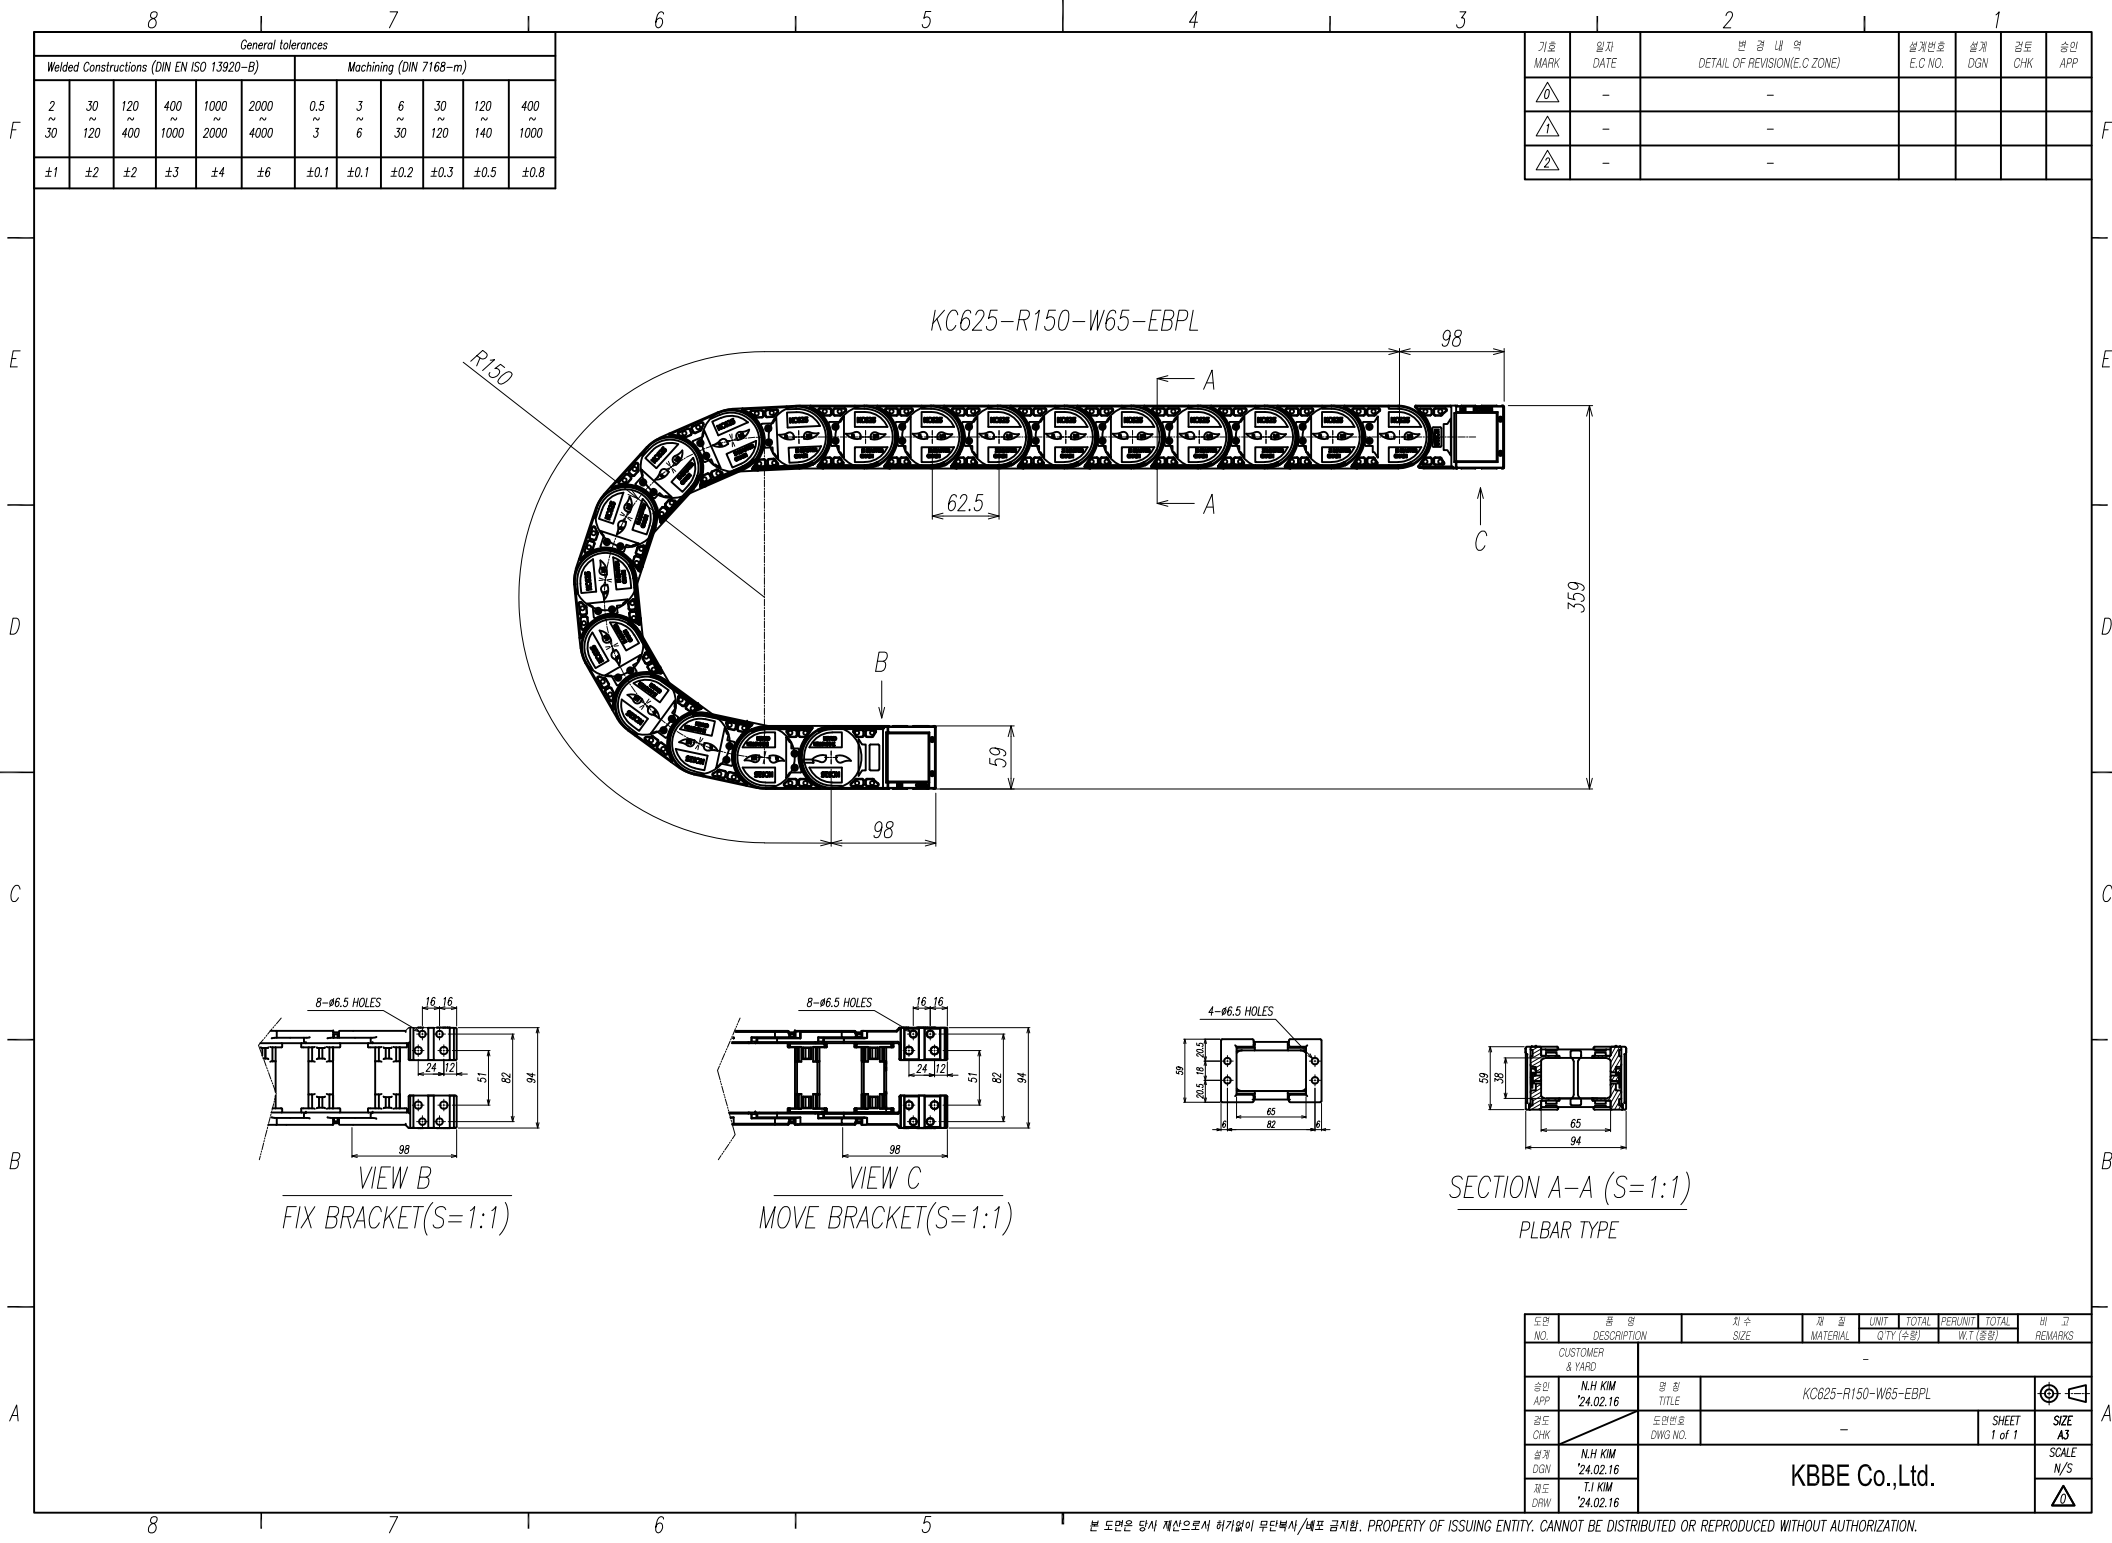 8 7 6 5 4 3 2 1
General tolerances
Welded Constructions (DIN EN ISO 13920-B) Machining (DIN 7168-m)
2 30 120 400 1000 2000 0.5 3 6 30 120 400
~ ~ ~ ~ ~ ~ ~ ~ ~ ~ ~ ~
30 120 400 1000 2000 4000 3 6 30 120 140 1000
±1 ±2 ±2 ±3 ±4 ±6 ±0.1 ±0.1 ±0.2 ±0.3 ±0.5 ±0.8
기호 일자 변 경 내 역 설계번호 설계 검토 승인
MARK DATE DETAIL OF REVISION(E.C ZONE) E.C NO. DGN CHK APP
0 - -
1 - -
2 - -
F F
E E
D D
C C
B B
A A
KC625-R150-W65-EBPL
98
R150
A
A
62.5
C
359
B
59
98
8-ø6.5 HOLES
16 16
24 12
51
82
94
98
VIEW B
FIX BRACKET(S=1:1)
8-ø6.5 HOLES
16 16
24 12
51
82
94
98
VIEW C
MOVE BRACKET(S=1:1)
4-ø6.5 HOLES
59
20.5
18
20.5
65
6 82 6
59
38
65
94
SECTION A-A (S=1:1)
PLBAR TYPE
도면 품 명 치 수 재 질 UNIT TOTAL PERUNIT TOTAL 비 고
NO. DESCRIPTION SIZE MATERIAL Q'TY (수량) W.T (중량) REMARKS
CUSTOMER
& YARD
-
승인 N.H KIM 명 칭
APP '24.02.16 TITLE
KC625-R150-W65-EBPL
검도 도면번호
CHK DWG NO.
-
SHEET
1 of 1
SIZE
A3
설계 N.H KIM
DGN '24.02.16
KBBE Co.,Ltd.
SCALE
N/S
제도 T.I KIM
DRW '24.02.16
0
8 7 6 5
본 도면은 당사 재산으로서 허가없이 무단복사/배포 금지함. PROPERTY OF ISSUING ENTITY. CANNOT BE DISTRIBUTED OR REPRODUCED WITHOUT AUTHORIZATION.